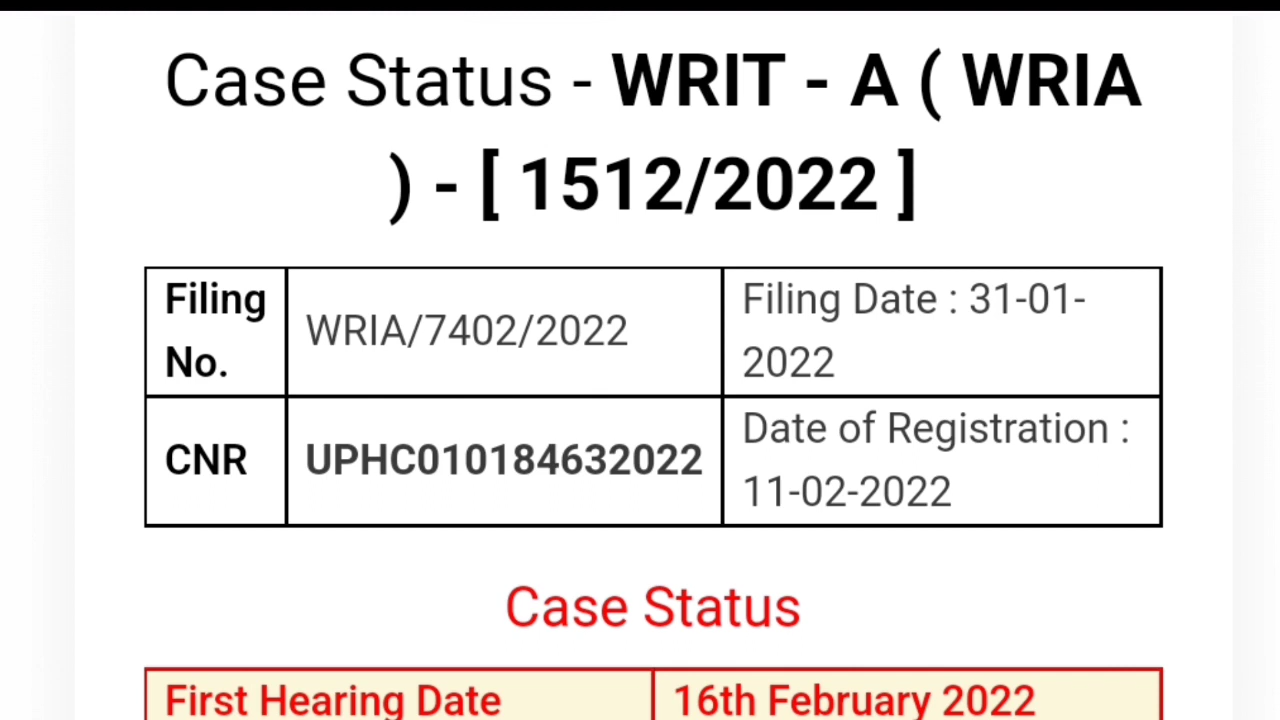 Case Status - WRIT - A ( WRIA
) - [ 1512/2022 ]
Filing
No.
WRIA/7402/2022
Filing Date : 31-01-
2022
CNR
UPHC010184632022
Date of Registration :
11-02-2022
Case Status
First Hearing Date
16th February 2022